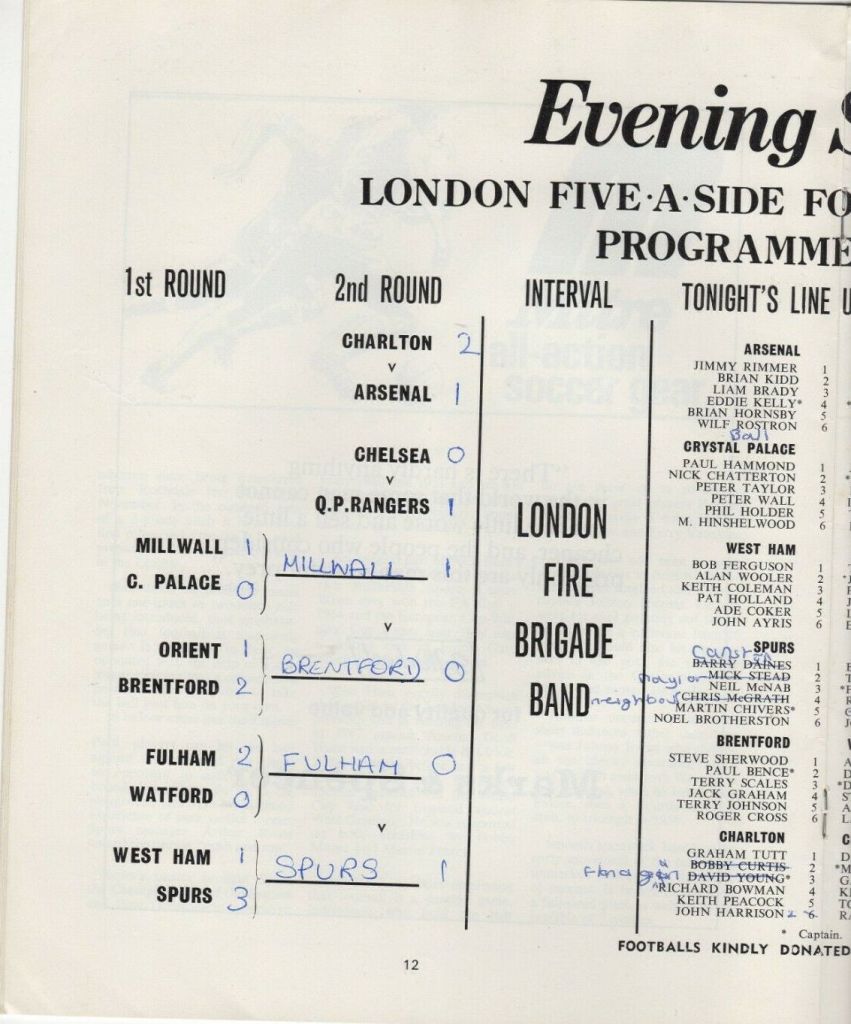 Evening
LONDON FIVE·A·SIDE FO
PROGRAMME
1st ROUND
2nd ROUND
INTERVAL
TONIGHT'S LINE U
CHARLTON 2
v
ARSENAL 1
CHELSEA 0
v
Q.P.RANGERS 1
MILLWALL 1
C. PALACE 0
MILLWALL 1
v
ORIENT 1
BRENTFORD 2
BRENTFORD 0
FULHAM 2
WATFORD 0
FULHAM 0
v
WEST HAM 1
SPURS 3
SPURS 1
LONDON
FIRE
BRIGADE
BAND
ARSENAL
JIMMY RIMMER 1
BRIAN KIDD 2
LIAM BRADY 3
EDDIE KELLY* 4
BRIAN HORNSBY 5
WILF ROSTRON 6
Ball
CRYSTAL PALACE
PAUL HAMMOND 1
NICK CHATTERTON 2
PETER TAYLOR 3
PETER WALL 4
PHIL HOLDER 5
M. HINSHELWOOD 6
WEST HAM
BOB FERGUSON 1
ALAN WOOLER 2
KEITH COLEMAN 3
PAT HOLLAND 4
ADE COKER 5
JOHN AYRIS 6
SPURS
BARRY DAINES 1
naylor MICK STEAD 2
NEIL McNAB 3
neighbour CHRIS McGRATH 4
MARTIN CHIVERS* 5
NOEL BROTHERSTON 6
BRENTFORD
STEVE SHERWOOD 1
PAUL BENCE* 2
TERRY SCALES 3
JACK GRAHAM 4
TERRY JOHNSON 5
ROGER CROSS 6
CHARLTON
GRAHAM TUTT 1
BOBBY CURTIS 2
DAVID YOUNG* 3
RICHARD BOWMAN 4
KEITH PEACOCK 5
JOHN HARRISON 2 6
* Captain.
FOOTBALLS KINDLY DONATED
12